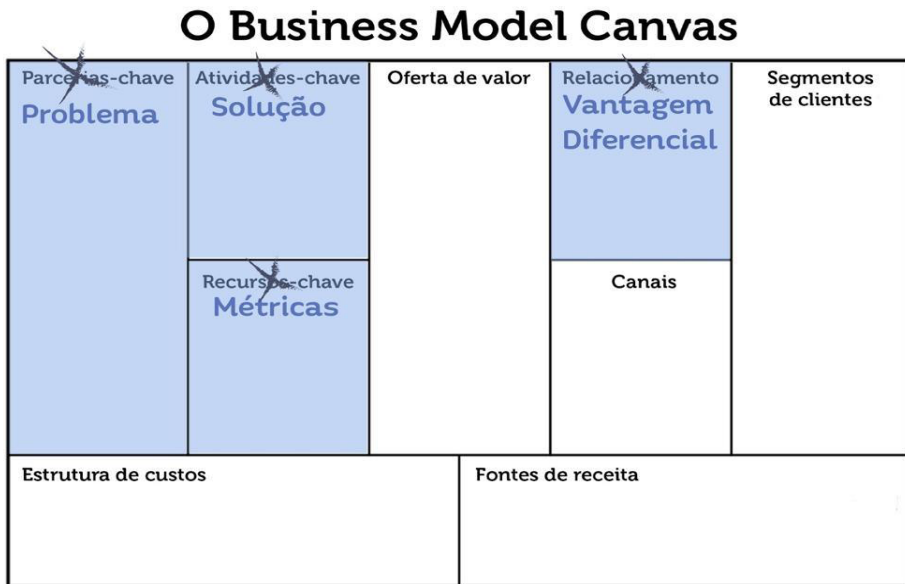 O Business Model Canvas
Parcerias-chave
Problema
Atividades-chave
Solução
Recursos-chave
Métricas
Oferta de valor
Relacionamento
Vantagem
Diferencial
Canais
Segmentos
de clientes
Estrutura de custos
Fontes de receita